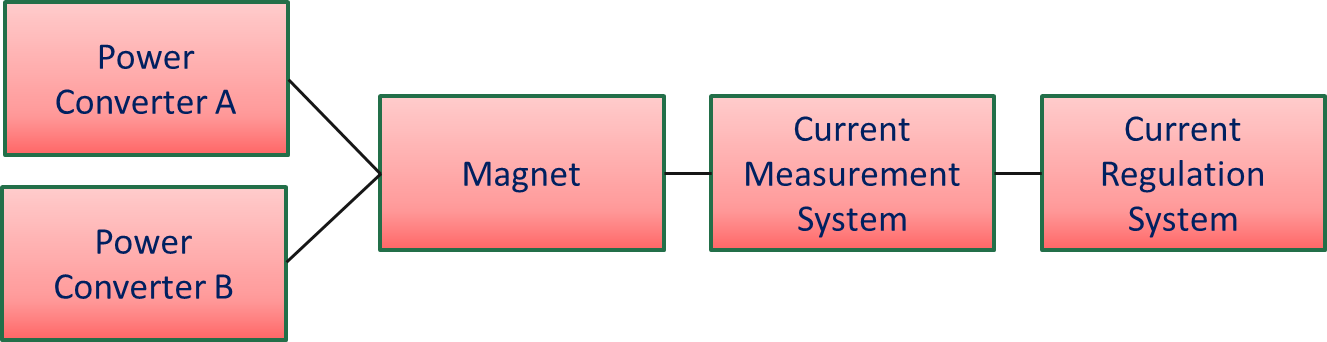 Power
Converter A
Power
Converter B
Magnet
Current
Measurement
System
Current
Regulation
System